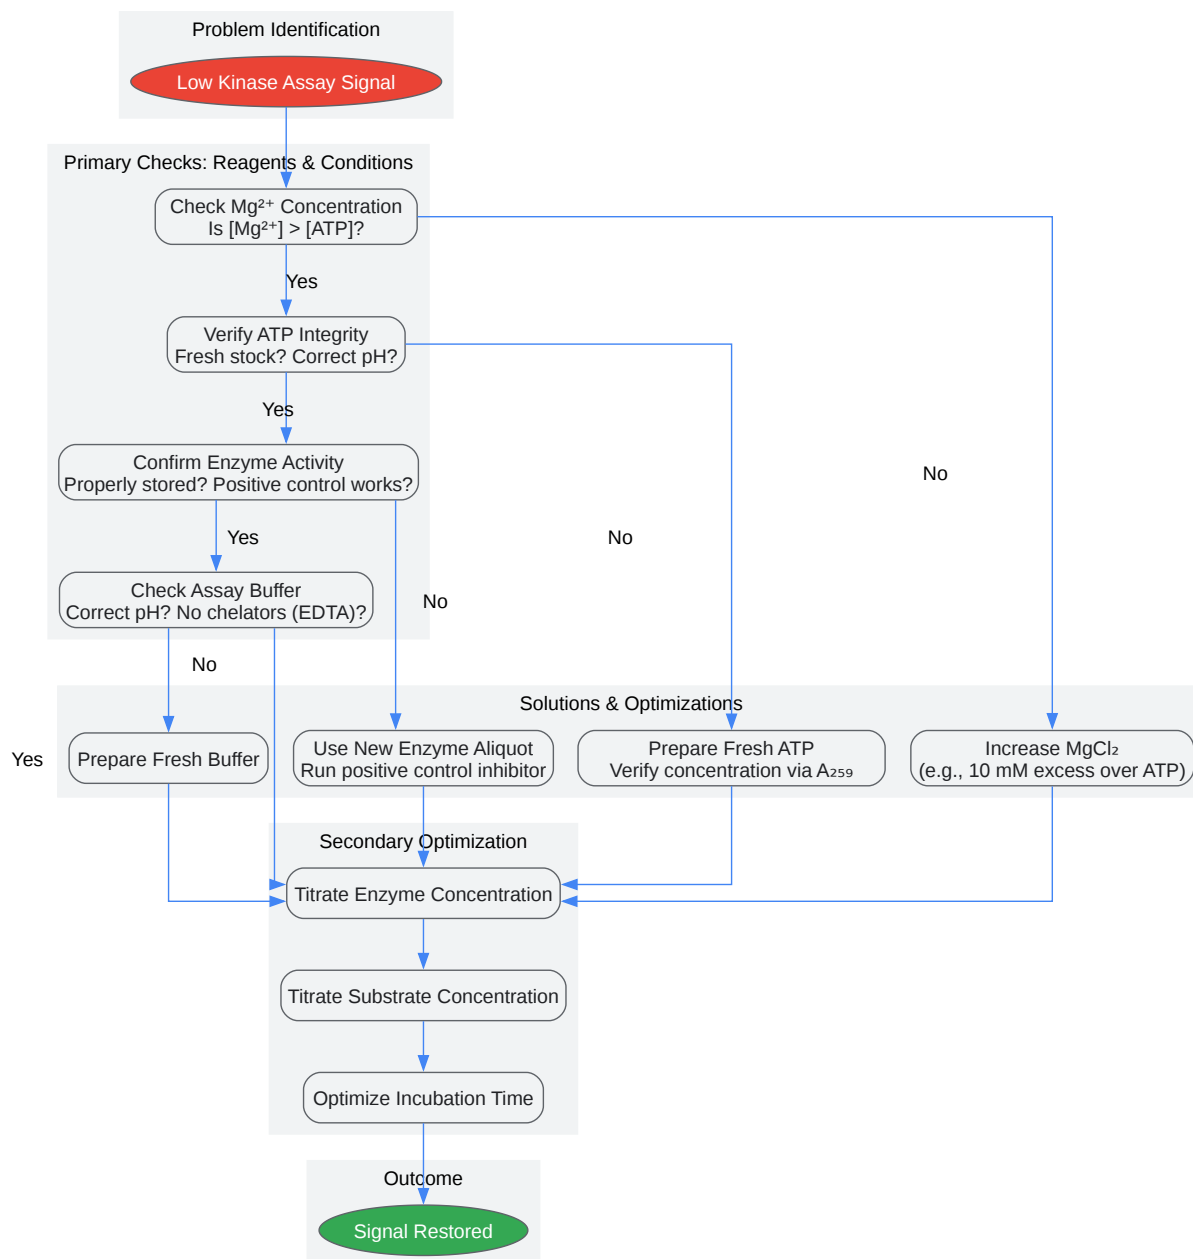 Problem Identification
Low Kinase Assay Signal
Primary Checks: Reagents & Conditions
Check Mg²⁺ Concentration
Is [Mg²⁺] > [ATP]?
Yes
Verify ATP Integrity
Fresh stock? Correct pH?
Yes
No
Confirm Enzyme Activity
Properly stored? Positive control works?
Yes
No
No
Check Assay Buffer
Correct pH? No chelators (EDTA)?
No
Solutions & Optimizations
Yes
Prepare Fresh Buffer
Use New Enzyme Aliquot
Run positive control inhibitor
Prepare Fresh ATP
Verify concentration via A₂₅₉
Increase MgCl₂
(e.g., 10 mM excess over ATP)
Secondary Optimization
Titrate Enzyme Concentration
Titrate Substrate Concentration
Optimize Incubation Time
Outcome
Signal Restored